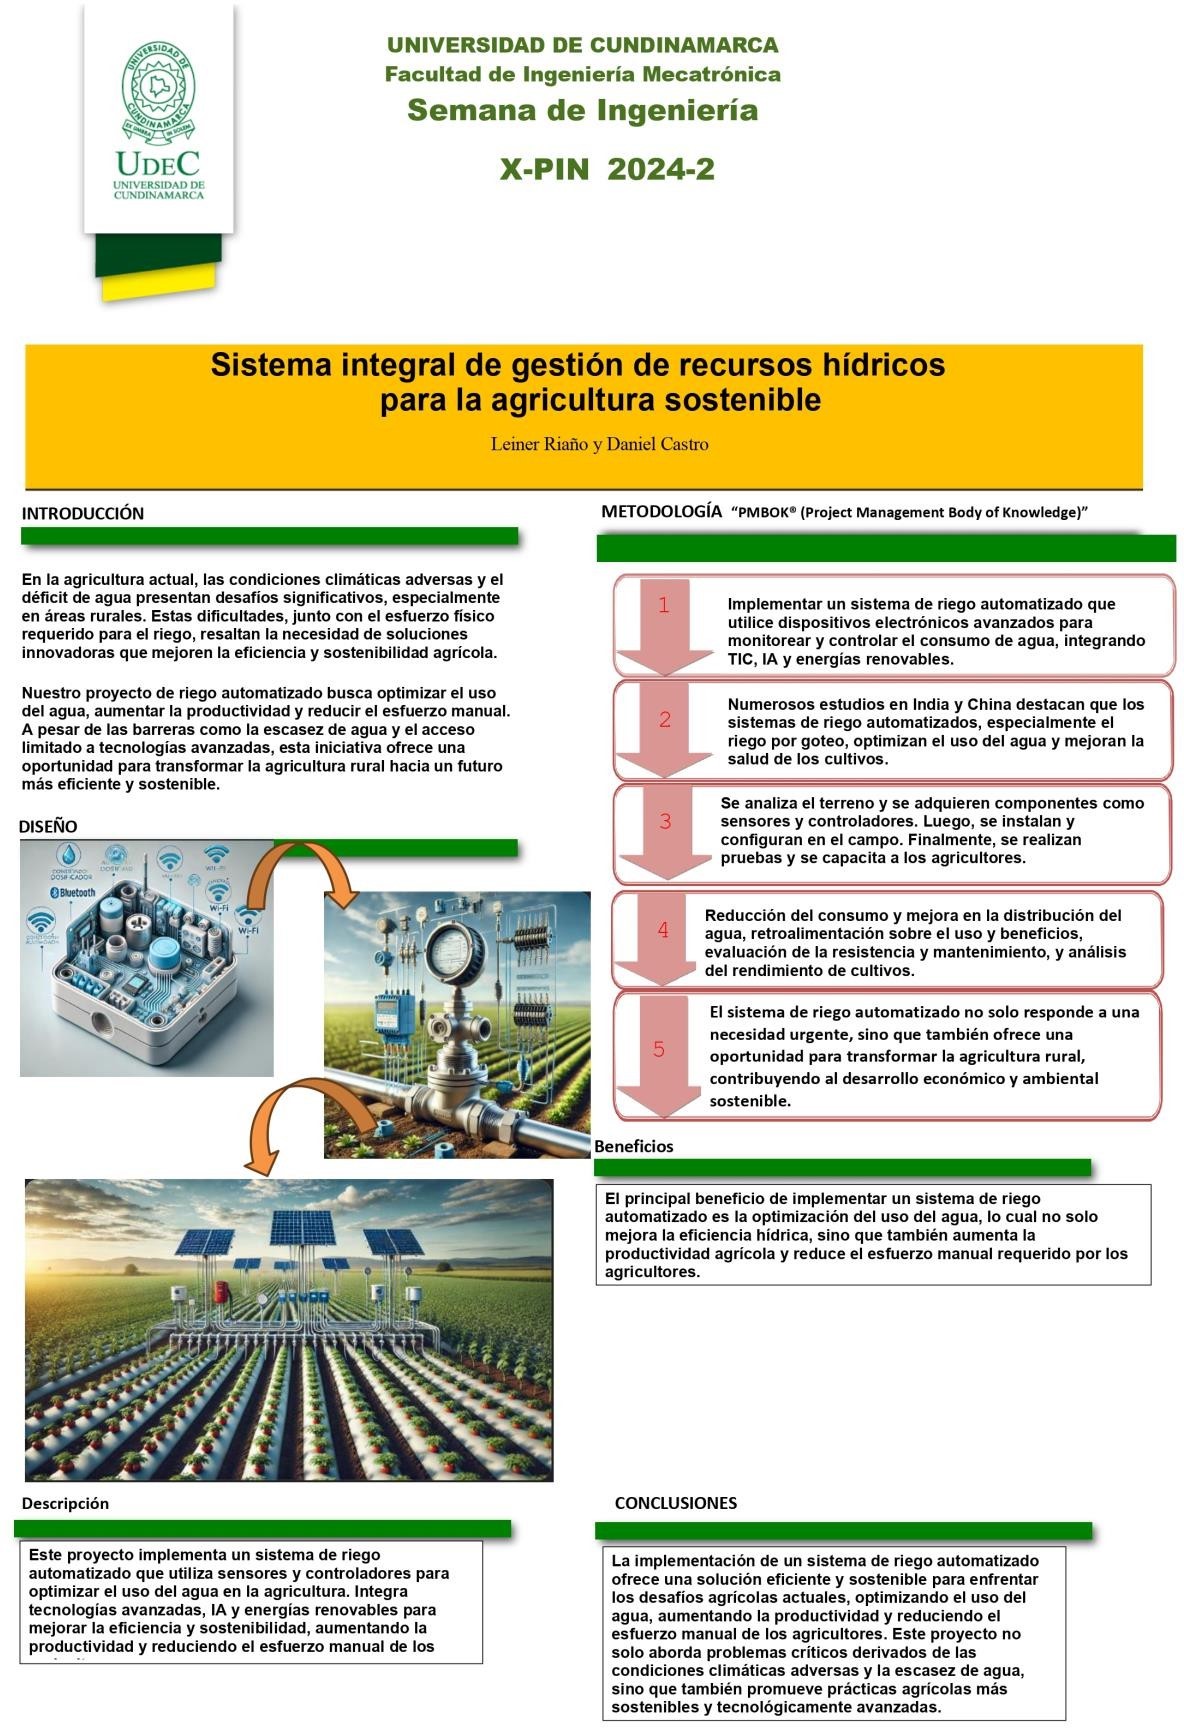 UNIVERSIDAD DE CUNDINAMARCA
EX UMBRA IN SOLEM
UDEC
UNIVERSIDAD DE
CUNDINAMARCA
UNIVERSIDAD DE CUNDINAMARCA
Facultad de Ingeniería Mecatrónica
Semana de Ingeniería
X-PIN 2024-2
Sistema integral de gestión de recursos hídricos
para la agricultura sostenible
Leiner Riaño y Daniel Castro
INTRODUCCIÓN
En la agricultura actual, las condiciones climáticas adversas y el
déficit de agua presentan desafíos significativos, especialmente
en áreas rurales. Estas dificultades, junto con el esfuerzo físico
requerido para el riego, resaltan la necesidad de soluciones
innovadoras que mejoren la eficiencia y sostenibilidad agrícola.
Nuestro proyecto de riego automatizado busca optimizar el uso
del agua, aumentar la productividad y reducir el esfuerzo manual.
A pesar de las barreras como la escasez de agua y el acceso
limitado a tecnologías avanzadas, esta iniciativa ofrece una
oportunidad para transformar la agricultura rural hacia un futuro
más eficiente y sostenible.
DISEÑO
DOSIFICADOR
Bluetooth
Wi-Fi
Wi-Fi
Descripción
Este proyecto implementa un sistema de riego
automatizado que utiliza sensores y controladores para
optimizar el uso del agua en la agricultura. Integra
tecnologías avanzadas, IA y energías renovables para
mejorar la eficiencia y sostenibilidad, aumentando la
productividad y reduciendo el esfuerzo manual de los
METODOLOGÍA “PMBOK® (Project Management Body of Knowledge)”
1
Implementar un sistema de riego automatizado que
utilice dispositivos electrónicos avanzados para
monitorear y controlar el consumo de agua, integrando
TIC, IA y energías renovables.
2
Numerosos estudios en India y China destacan que los
sistemas de riego automatizados, especialmente el
riego por goteo, optimizan el uso del agua y mejoran la
salud de los cultivos.
3
Se analiza el terreno y se adquieren componentes como
sensores y controladores. Luego, se instalan y
configuran en el campo. Finalmente, se realizan
pruebas y se capacita a los agricultores.
4
Reducción del consumo y mejora en la distribución del
agua, retroalimentación sobre el uso y beneficios,
evaluación de la resistencia y mantenimiento, y análisis
del rendimiento de cultivos.
5
El sistema de riego automatizado no solo responde a una
necesidad urgente, sino que también ofrece una
oportunidad para transformar la agricultura rural,
contribuyendo al desarrollo económico y ambiental
sostenible.
Beneficios
El principal beneficio de implementar un sistema de riego
automatizado es la optimización del uso del agua, lo cual no solo
mejora la eficiencia hídrica, sino que también aumenta la
productividad agrícola y reduce el esfuerzo manual requerido por los
agricultores.
CONCLUSIONES
La implementación de un sistema de riego automatizado
ofrece una solución eficiente y sostenible para enfrentar
los desafíos agrícolas actuales, optimizando el uso del
agua, aumentando la productividad y reduciendo el
esfuerzo manual de los agricultores. Este proyecto no
solo aborda problemas críticos derivados de las
condiciones climáticas adversas y la escasez de agua,
sino que también promueve prácticas agrícolas más
sostenibles y tecnológicamente avanzadas.